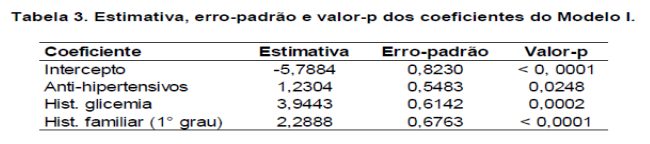 Tabela 3. Estimativa, erro-padrão e valor-p dos coeficientes do Modelo I.
Coeficiente Estimativa Erro-padrão Valor-p
Intercepto -5,7884 0,8230 < 0, 0001
Anti-hipertensivos 1,2304 0,5483 0,0248
Hist. glicemia 3,9443 0,6142 0,0002
Hist. familiar (1° grau) 2,2888 0,6763 < 0,0001